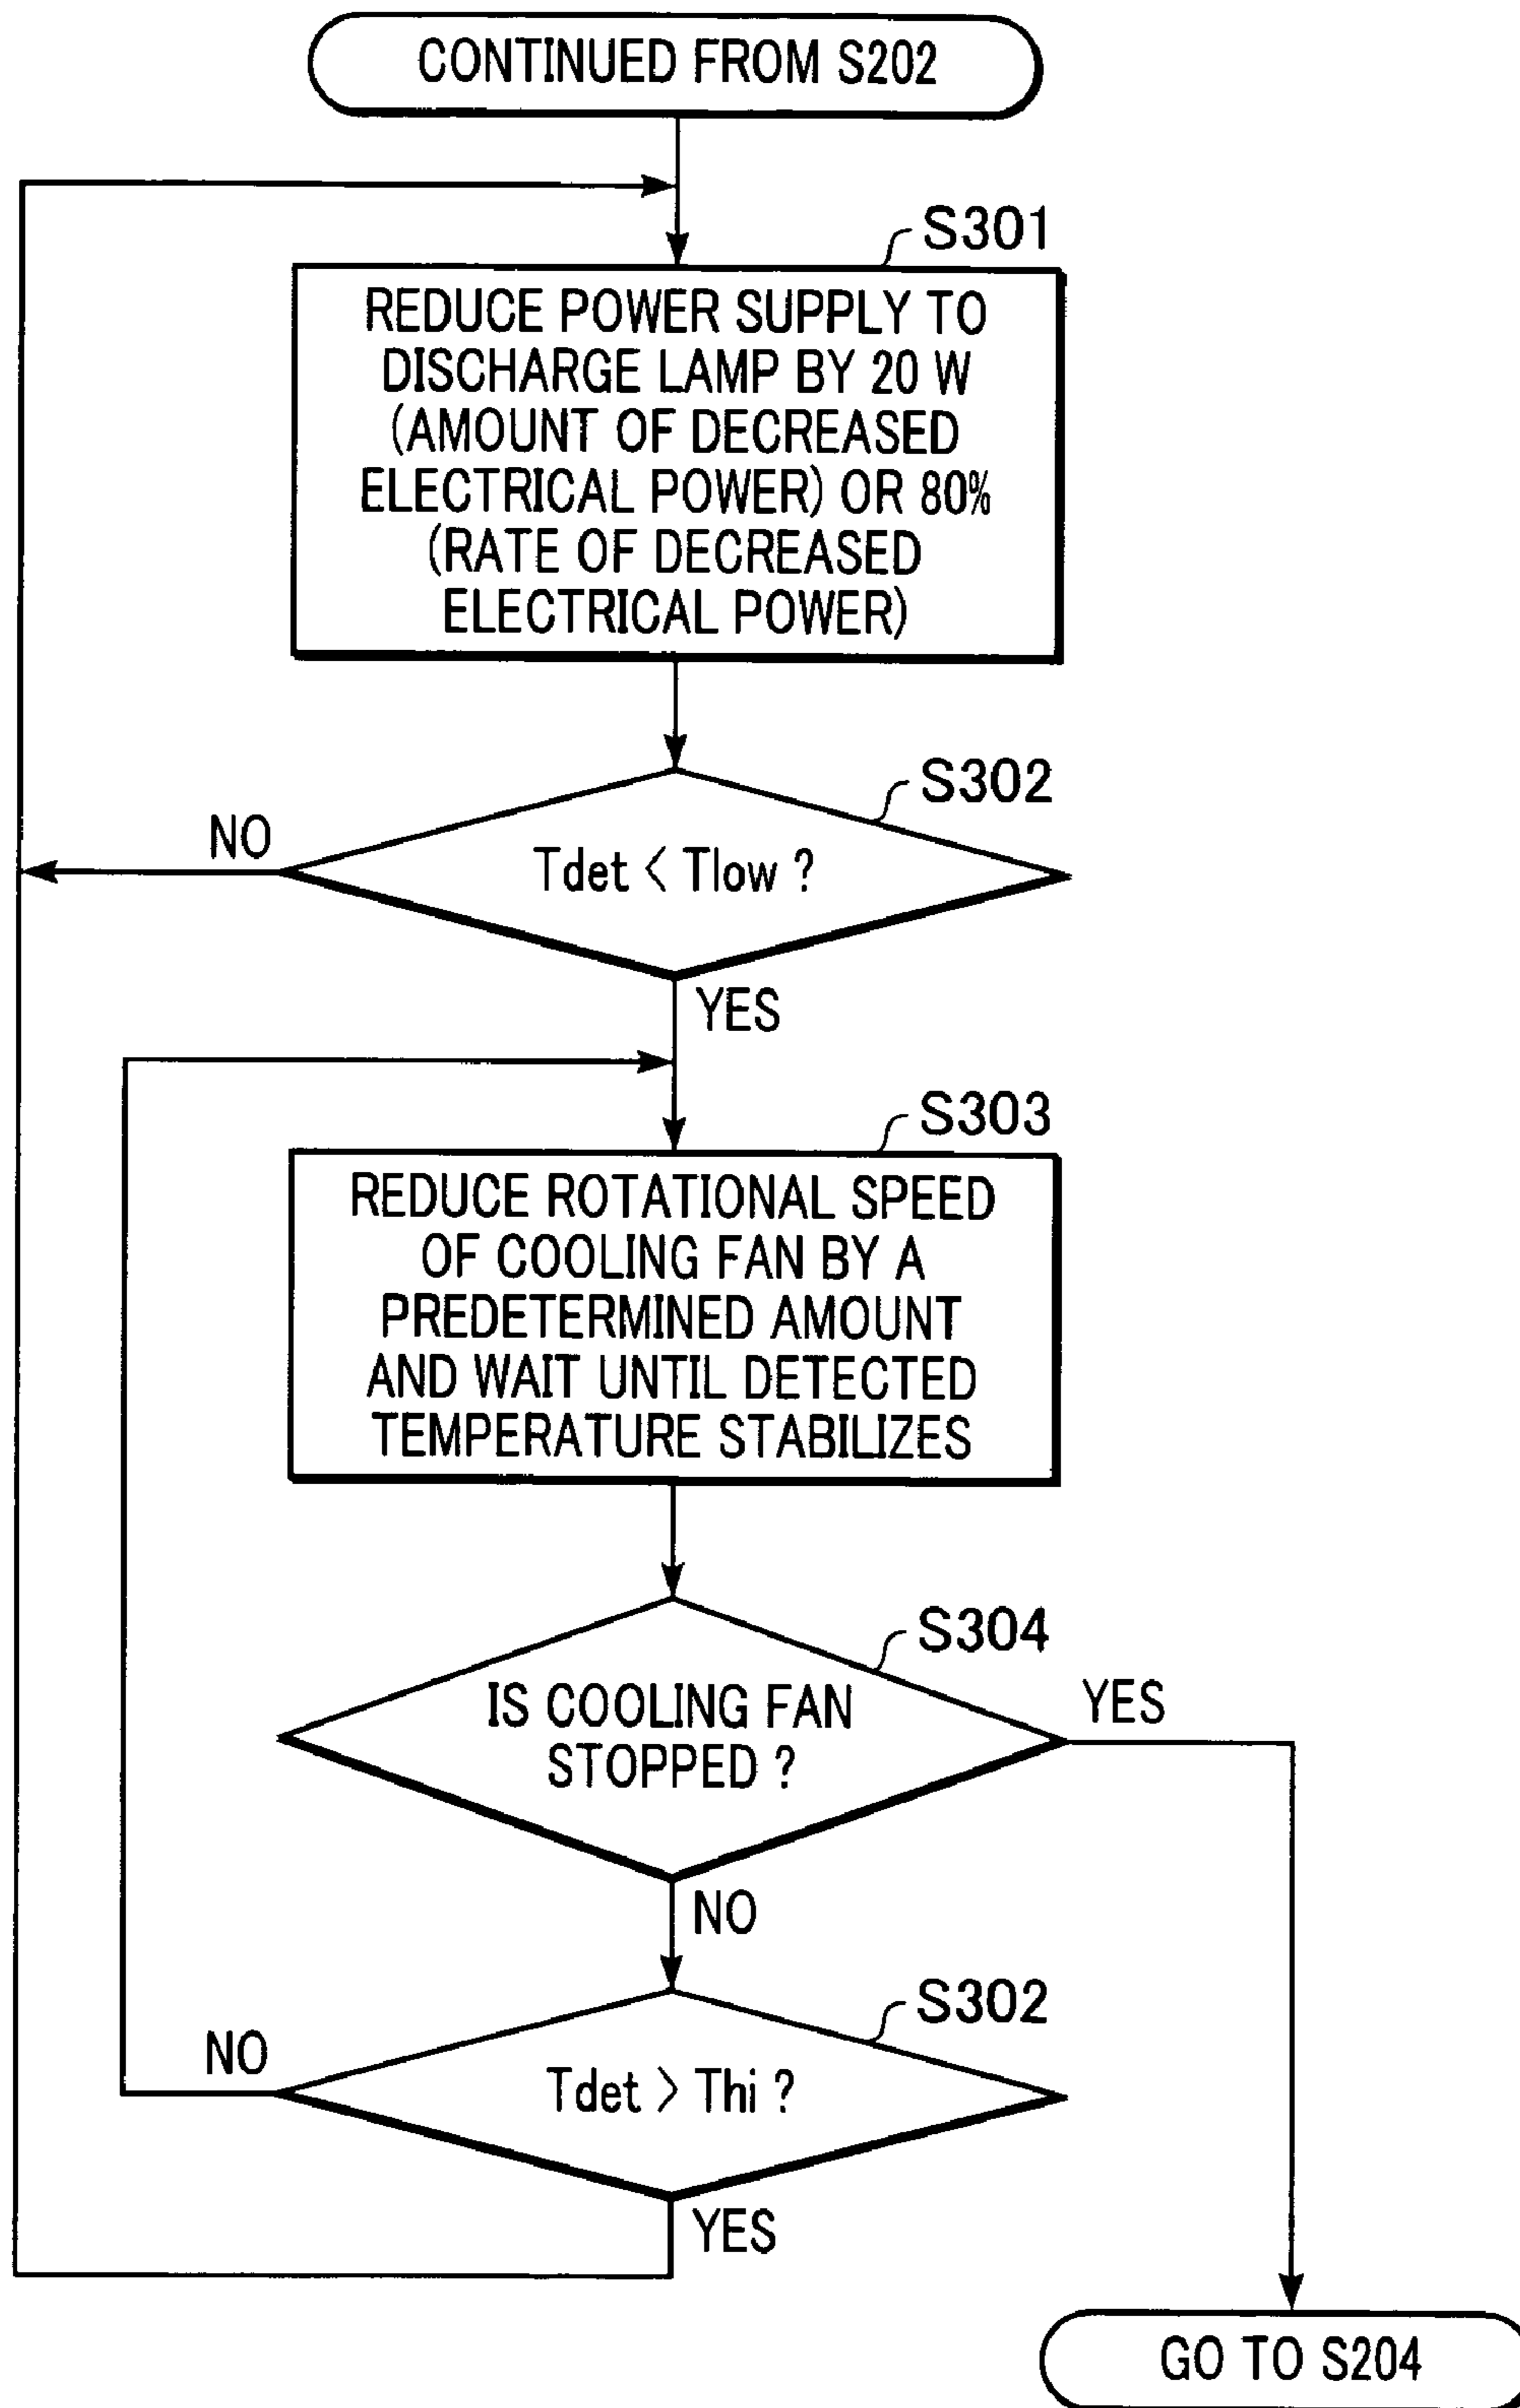 CONTINUED FROM S202
S301
REDUCE POWER SUPPLY TO
DISCHARGE LAMP BY 20 W
(AMOUNT OF DECREASED
ELECTRICAL POWER) OR 80%
(RATE OF DECREASED
ELECTRICAL POWER)
S302
NO
Tdet < Tlow ?
YES
S303
REDUCE ROTATIONAL SPEED
OF COOLING FAN BY A
PREDETERMINED AMOUNT
AND WAIT UNTIL DETECTED
TEMPERATURE STABILIZES
S304
YES
IS COOLING FAN
STOPPED ?
NO
S302
NO
Tdet > Thi ?
YES
GO TO S204